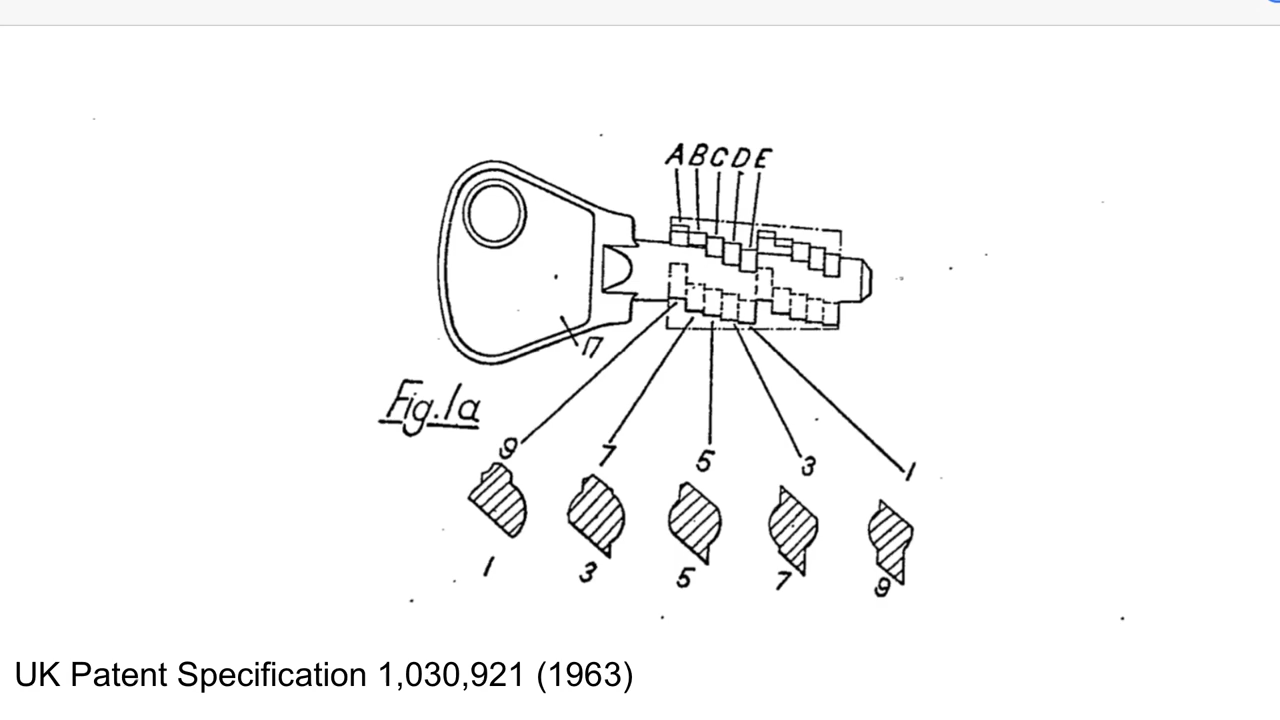 A B C D E
17
Fig.1a
9 7 5 3 1
1 3 5 7 9
UK Patent Specification 1,030,921 (1963)